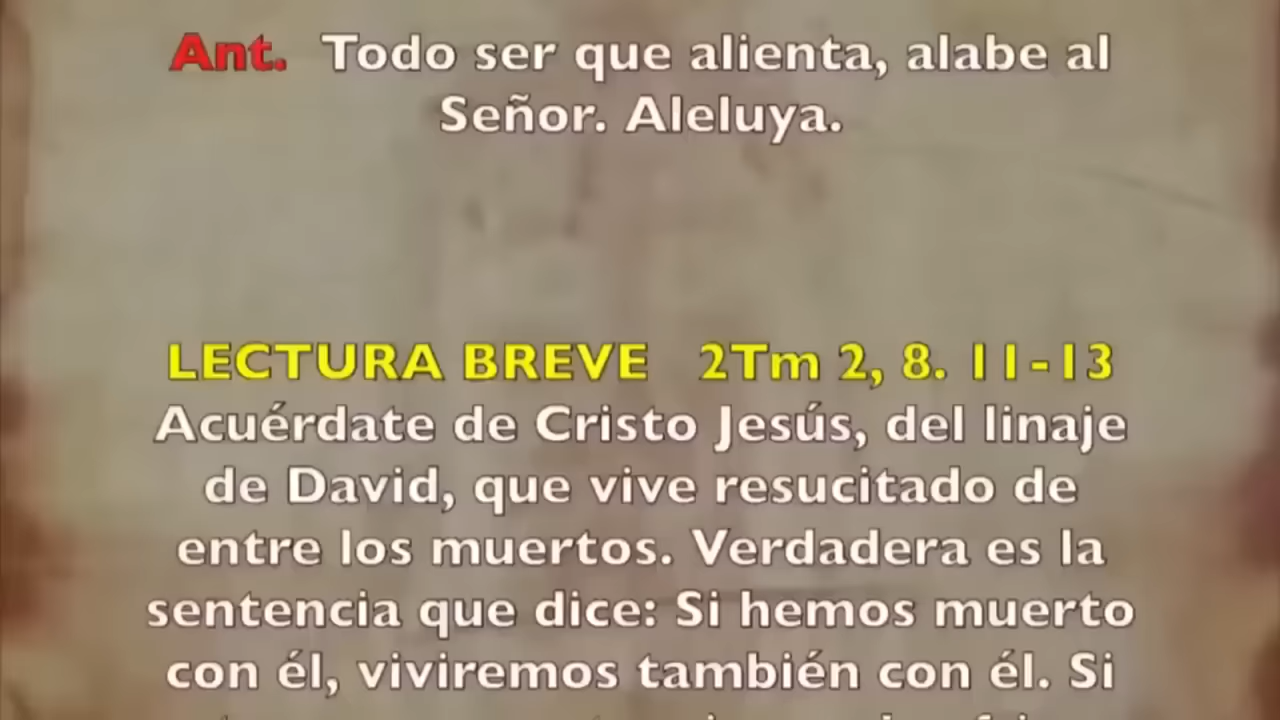 Ant. Todo ser que alienta, alabe al
Señor. Aleluya.
LECTURA BREVE 2Tm 2, 8. 11-13
Acuérdate de Cristo Jesús, del linaje
de David, que vive resucitado de
entre los muertos. Verdadera es la
sentencia que dice: Si hemos muerto
con él, viviremos también con él. Si